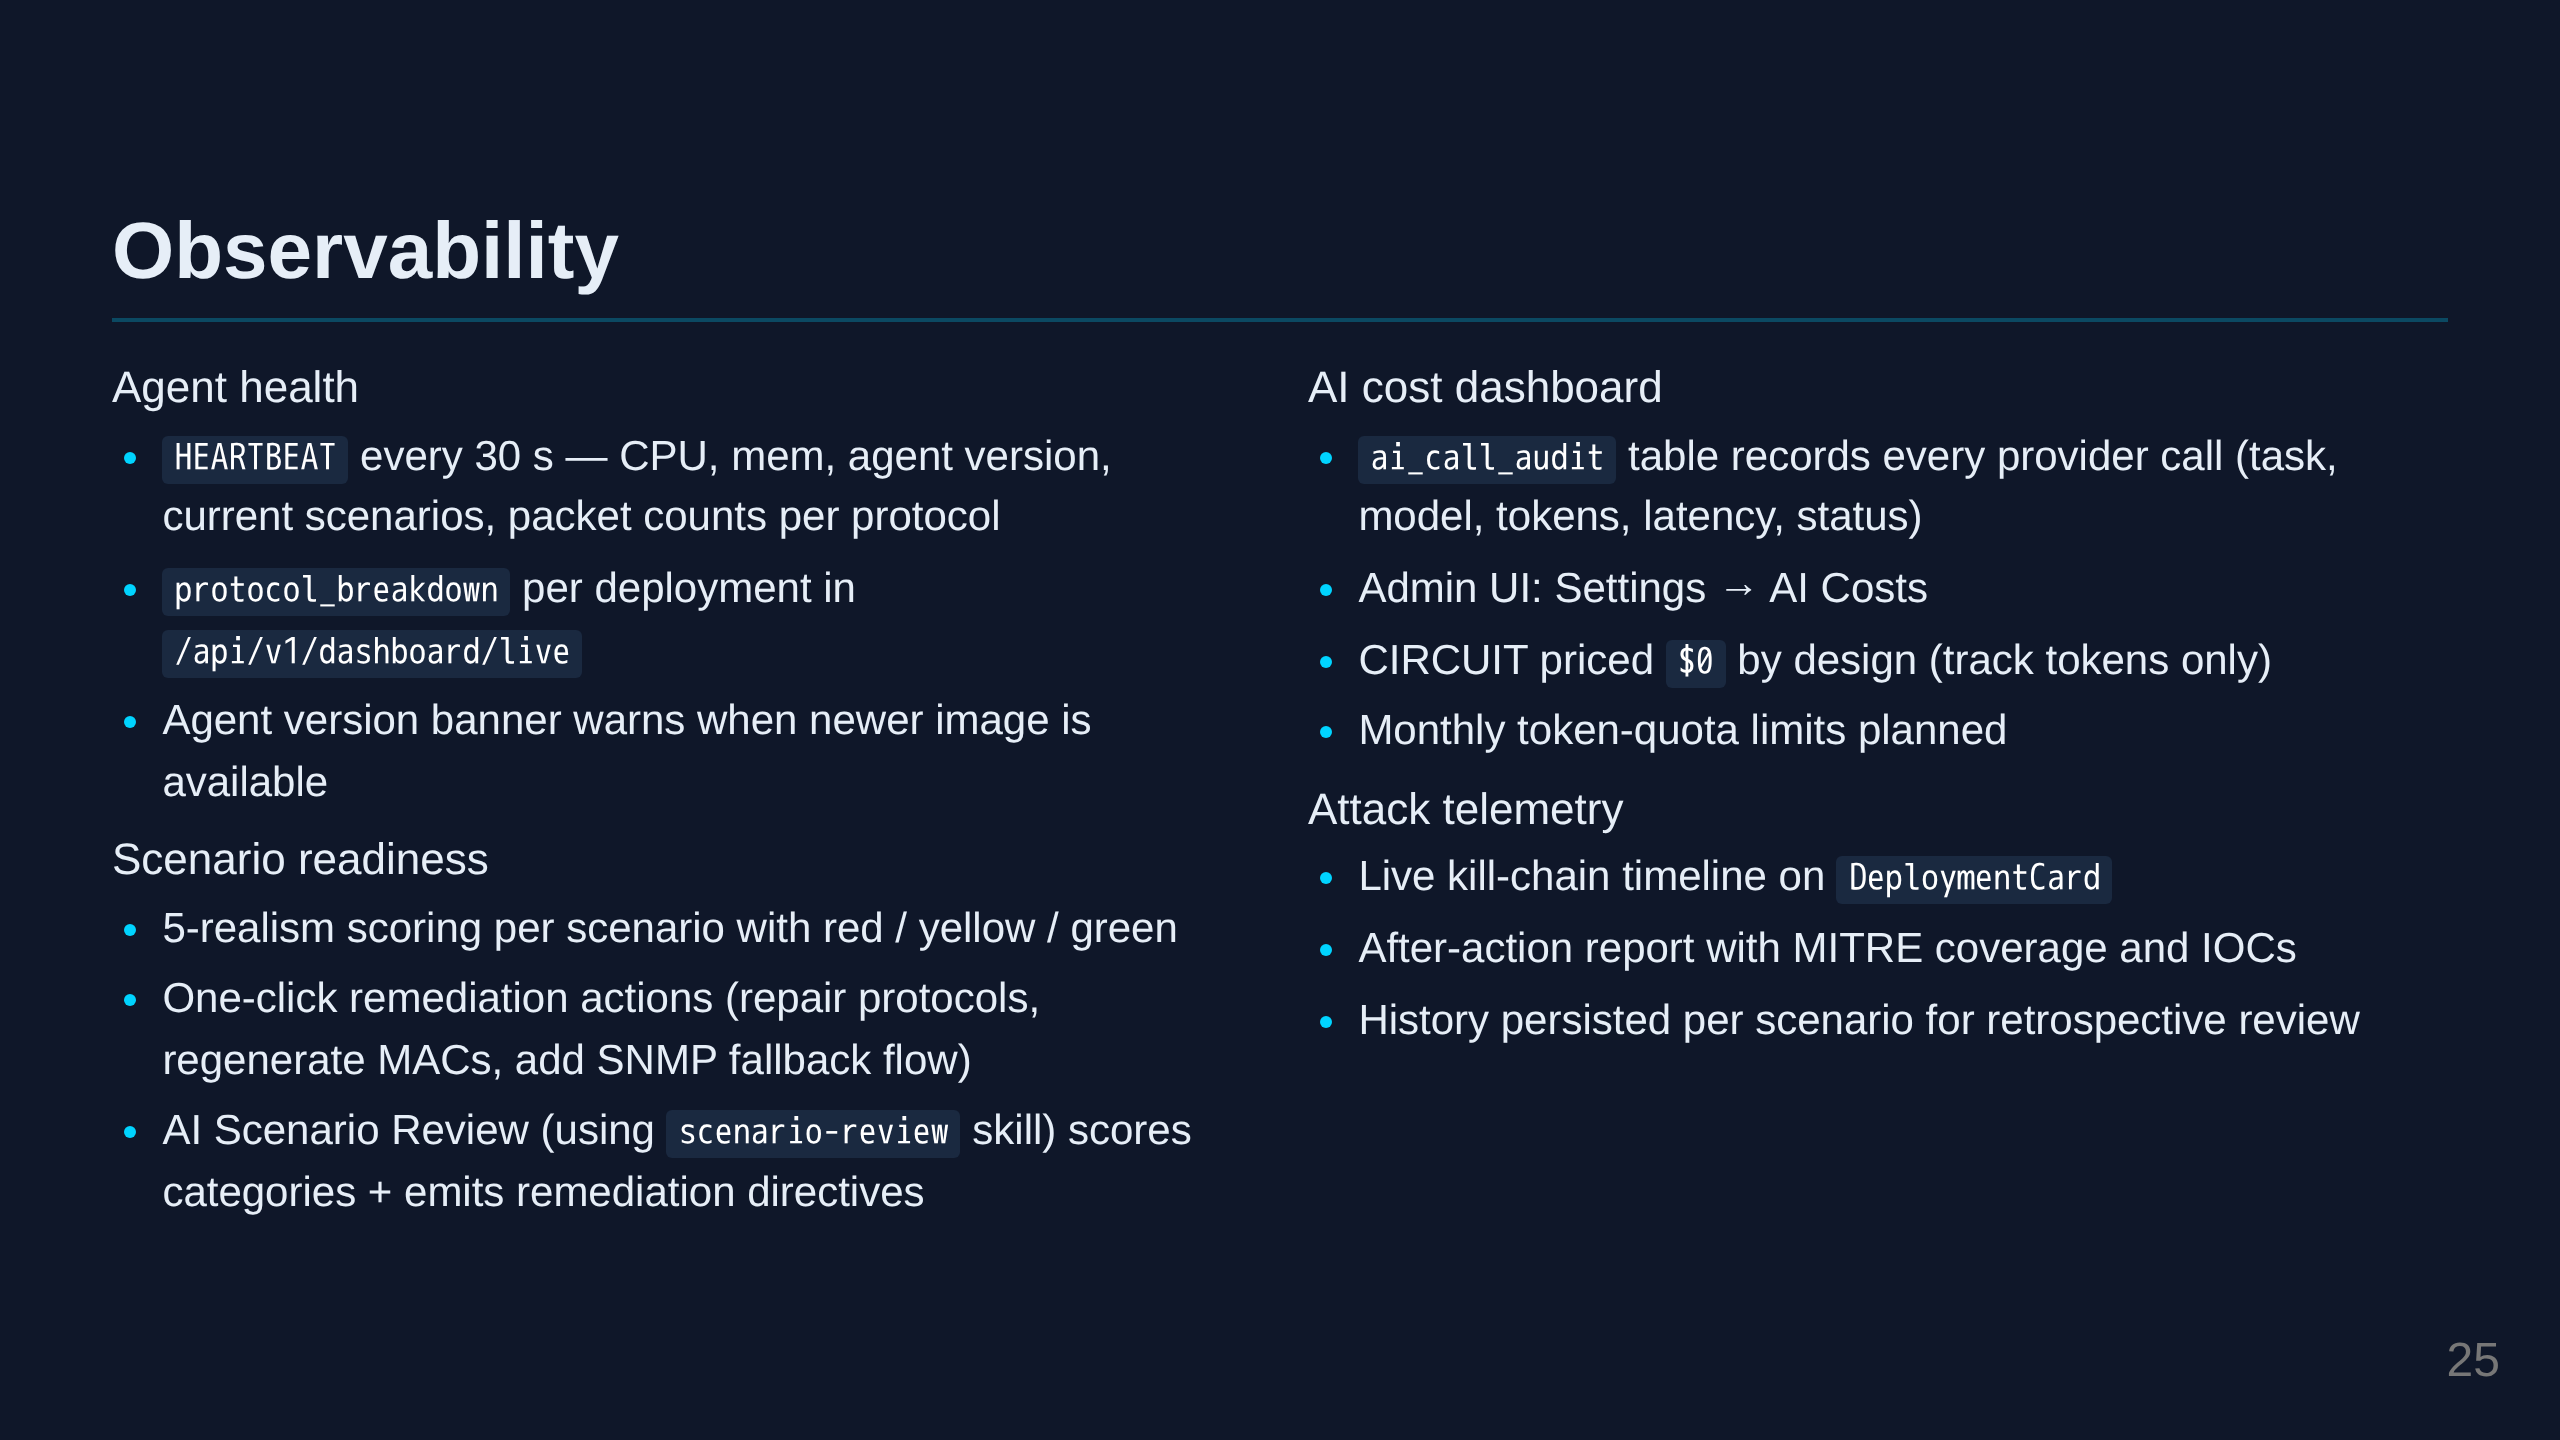 Observability
Agent health
• HEARTBEAT every 30 s — CPU, mem, agent version,
current scenarios, packet counts per protocol
• protocol_breakdown per deployment in
/api/v1/dashboard/live
• Agent version banner warns when newer image is
available
Scenario readiness
• 5-realism scoring per scenario with red / yellow / green
• One-click remediation actions (repair protocols,
regenerate MACs, add SNMP fallback flow)
• AI Scenario Review (using scenario-review skill) scores
categories + emits remediation directives
AI cost dashboard
• ai_call_audit table records every provider call (task,
model, tokens, latency, status)
• Admin UI: Settings → AI Costs
• CIRCUIT priced $0 by design (track tokens only)
• Monthly token-quota limits planned
Attack telemetry
• Live kill-chain timeline on DeploymentCard
• After-action report with MITRE coverage and IOCs
• History persisted per scenario for retrospective review
25